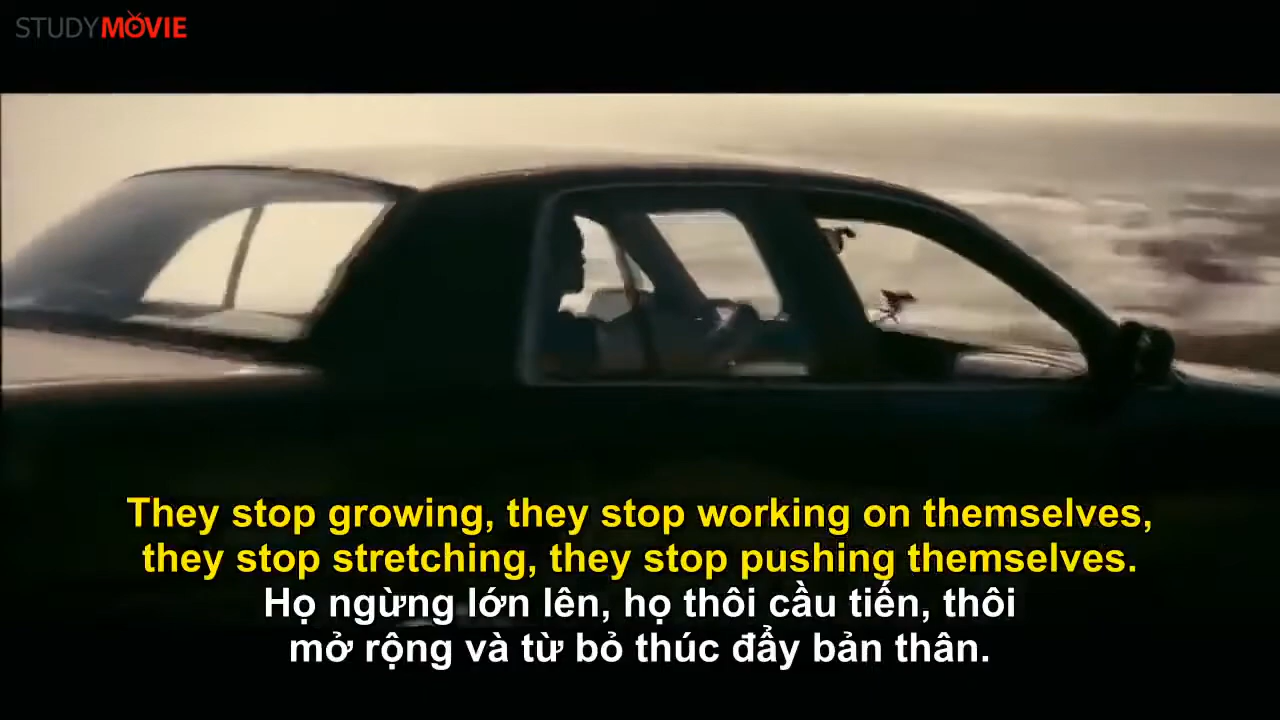 STUDYMOVIE
They stop growing, they stop working on themselves,
they stop stretching, they stop pushing themselves.
Họ ngừng lớn lên, họ thôi cầu tiến, thôi
mở rộng và từ bỏ thúc đẩy bản thân.